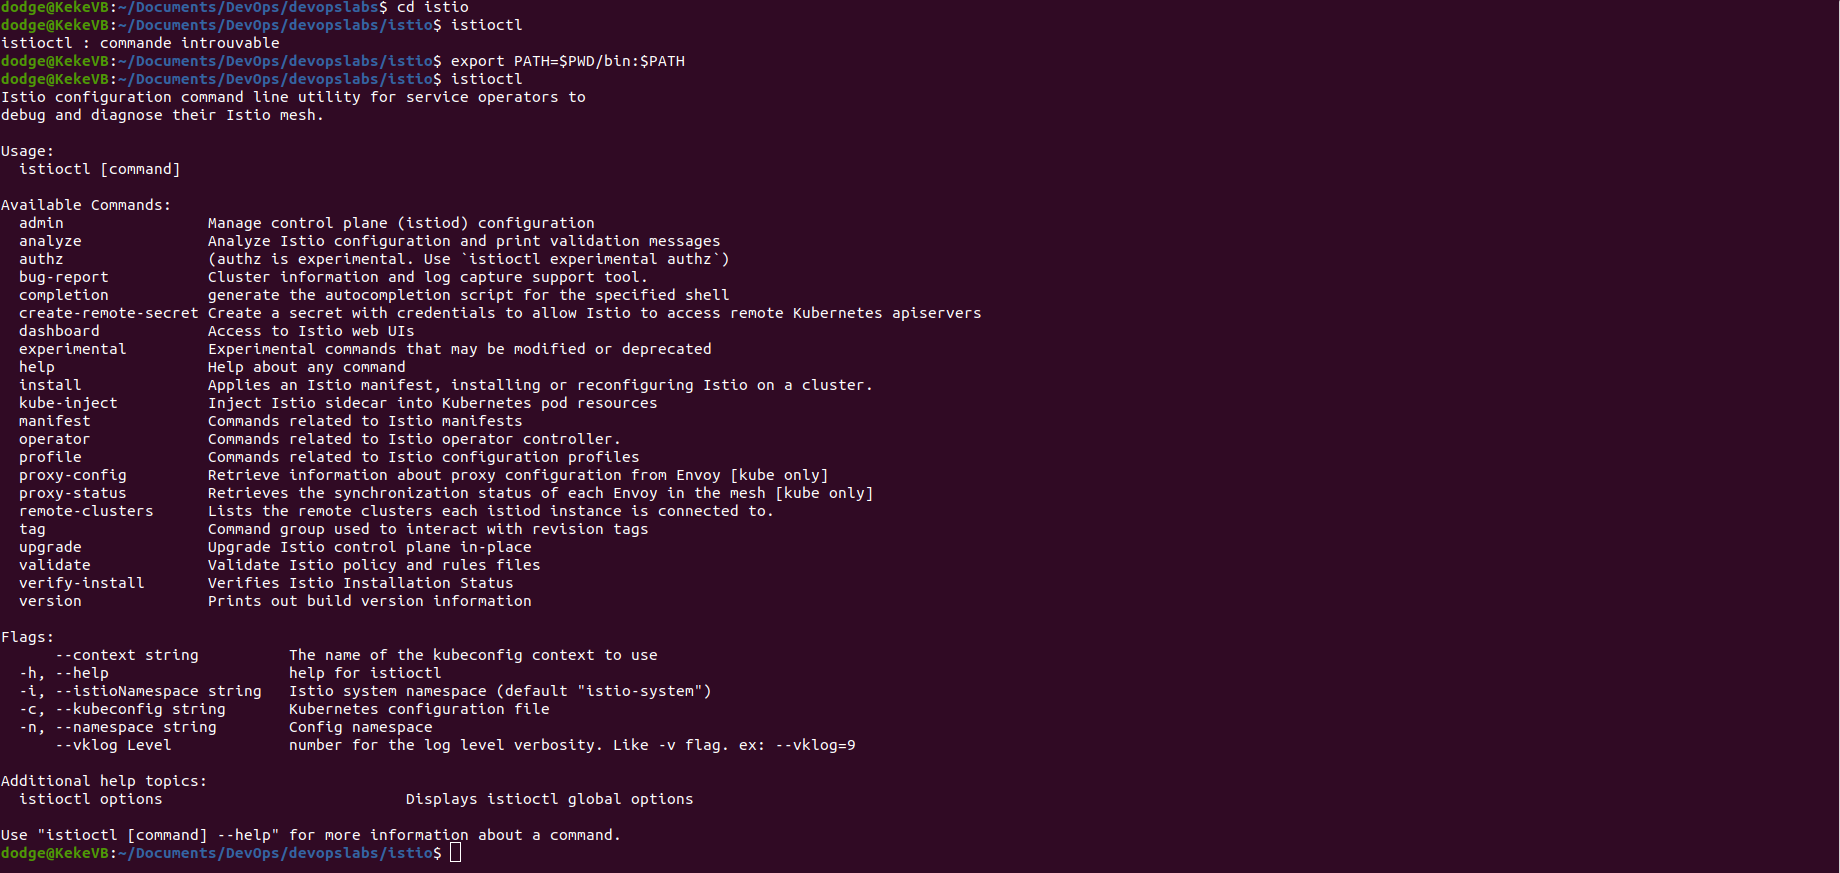 dodge@KekeVB:~/Documents/DevOps/devopslabs$ cd istio
dodge@KekeVB:~/Documents/DevOps/devopslabs/istio$ istioctl
istioctl : commande introuvable
dodge@KekeVB:~/Documents/DevOps/devopslabs/istio$ export PATH=$PWD/bin:$PATH
dodge@KekeVB:~/Documents/DevOps/devopslabs/istio$ istioctl
Istio configuration command line utility for service operators to
debug and diagnose their Istio mesh.

Usage:
  istioctl [command]

Available Commands:
  admin                Manage control plane (istiod) configuration
  analyze              Analyze Istio configuration and print validation messages
  authz                (authz is experimental. Use `istioctl experimental authz`)
  bug-report           Cluster information and log capture support tool.
  completion           generate the autocompletion script for the specified shell
  create-remote-secret Create a secret with credentials to allow Istio to access remote Kubernetes apiservers
  dashboard            Access to Istio web UIs
  experimental         Experimental commands that may be modified or deprecated
  help                 Help about any command
  install              Applies an Istio manifest, installing or reconfiguring Istio on a cluster.
  kube-inject          Inject Istio sidecar into Kubernetes pod resources
  manifest             Commands related to Istio manifests
  operator             Commands related to Istio operator controller.
  profile              Commands related to Istio configuration profiles
  proxy-config         Retrieve information about proxy configuration from Envoy [kube only]
  proxy-status         Retrieves the synchronization status of each Envoy in the mesh [kube only]
  remote-clusters      Lists the remote clusters each istiod instance is connected to.
  tag                  Command group used to interact with revision tags
  upgrade              Upgrade Istio control plane in-place
  validate             Validate Istio policy and rules files
  verify-install       Verifies Istio Installation Status
  version              Prints out build version information

Flags:
      --context string          The name of the kubeconfig context to use
  -h, --help                    help for istioctl
  -i, --istioNamespace string   Istio system namespace (default "istio-system")
  -c, --kubeconfig string       Kubernetes configuration file
  -n, --namespace string        Config namespace
      --vklog Level             number for the log level verbosity. Like -v flag. ex: --vklog=9

Additional help topics:
  istioctl options                           Displays istioctl global options

Use "istioctl [command] --help" for more information about a command.
dodge@KekeVB:~/Documents/DevOps/devopslabs/istio$